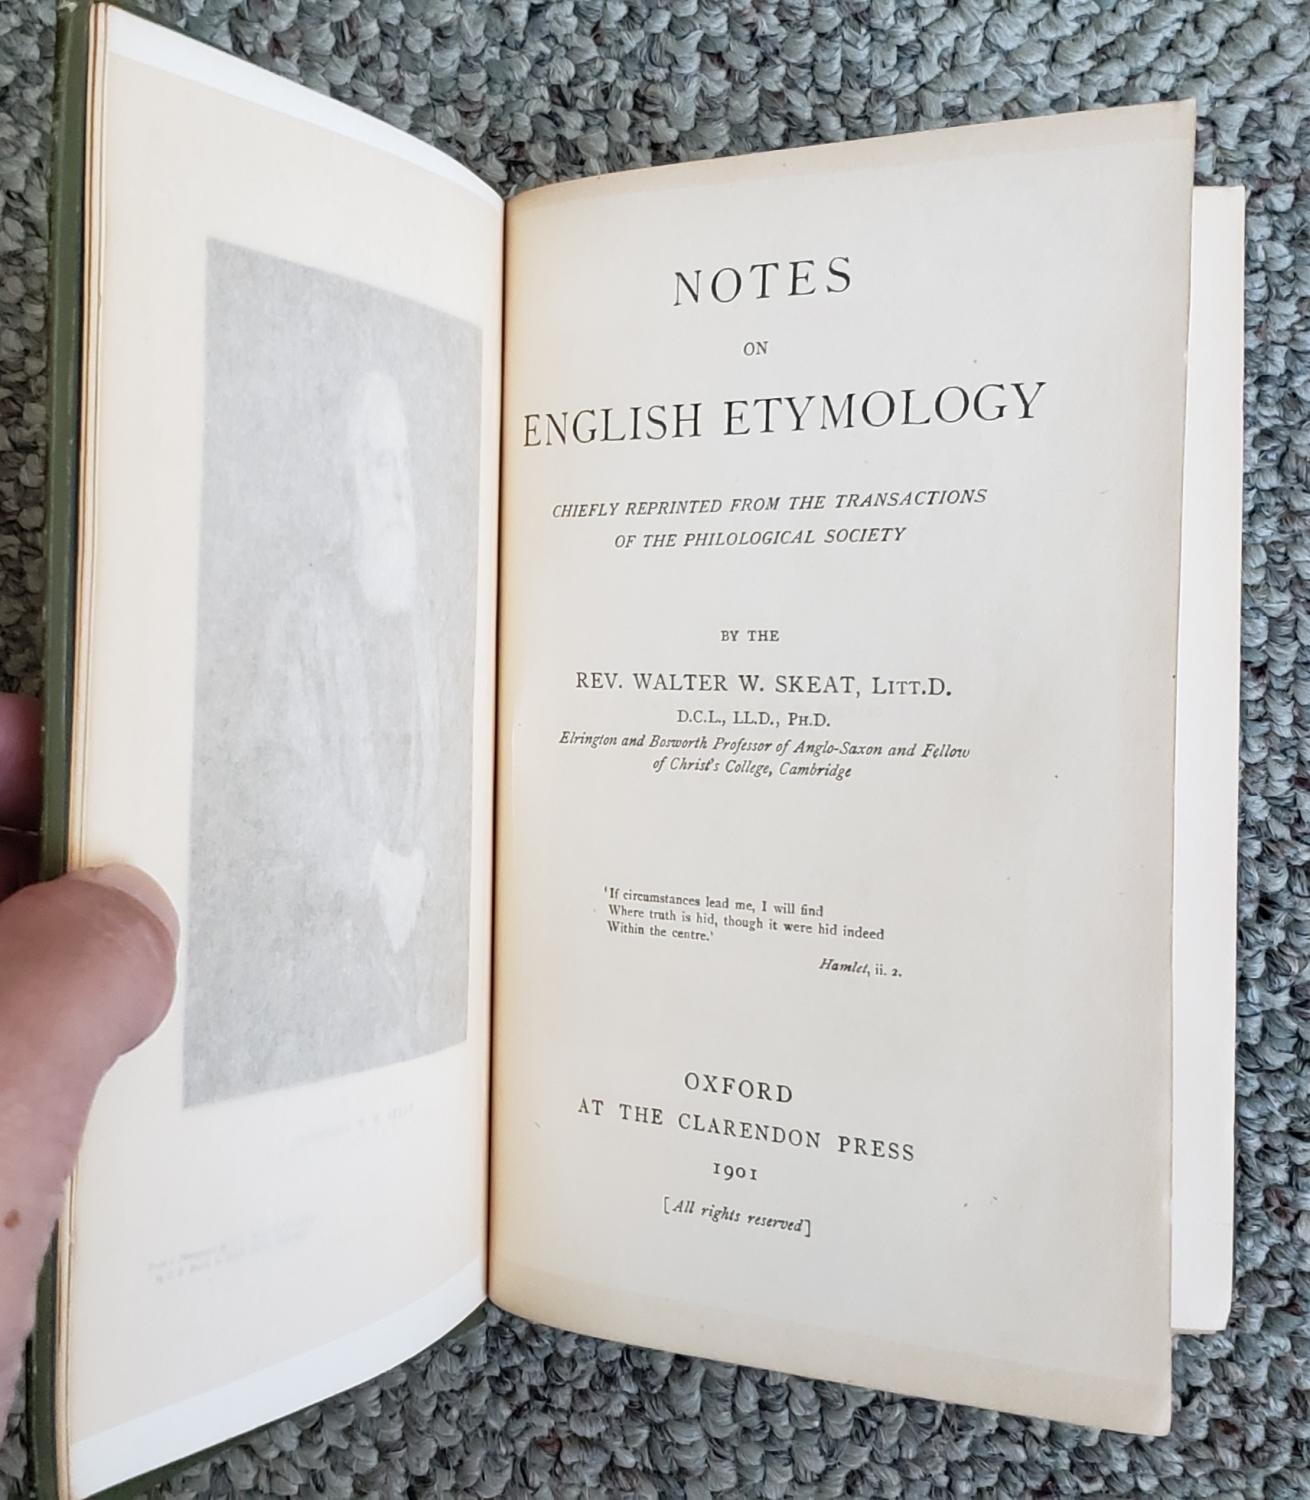 NOTES
ON
ENGLISH ETYMOLOGY
CHIEFLY REPRINTED FROM THE TRANSACTIONS
OF THE PHILOLOGICAL SOCIETY
BY THE
REV. WALTER W. SKEAT, LITT.D.
D.C.L., LL.D., PH.D.
Elrington and Bosworth Professor of Anglo-Saxon and Fellow
of Christ's College, Cambridge
'If circumstances lead me, I will find
Where truth is hid, though it were hid indeed
Within the centre.'
Hamlet, ii. 2.
OXFORD
AT THE CLARENDON PRESS
1901
[All rights reserved]